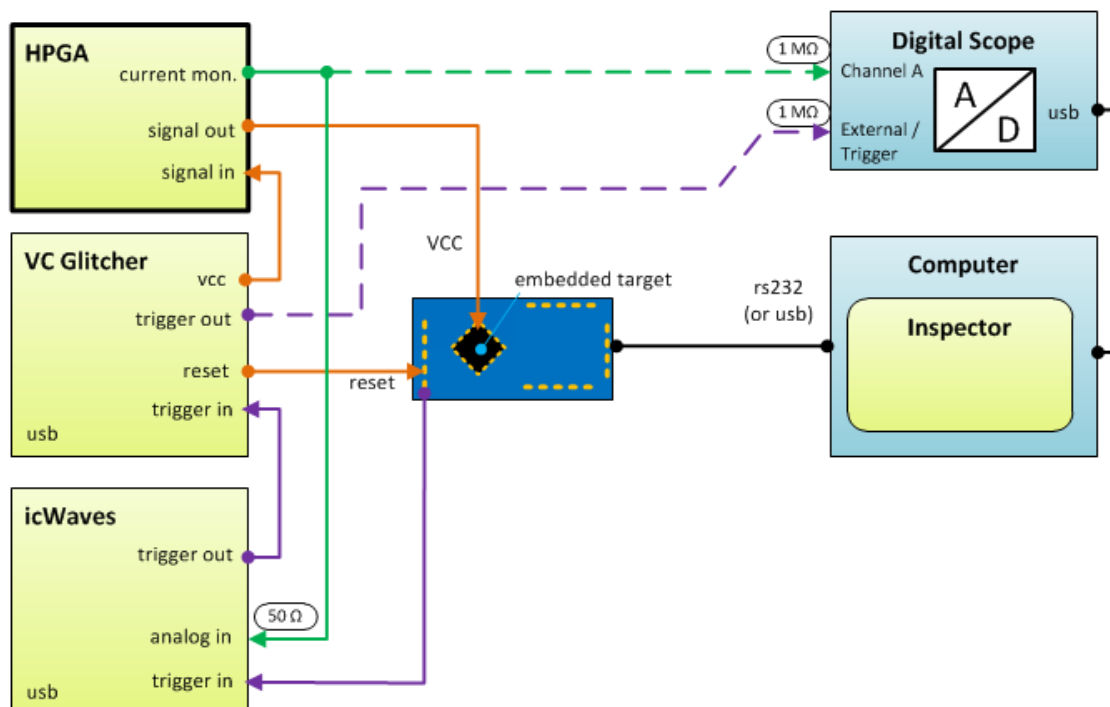 HPGA
current mon.
signal out
signal in
VC Glitcher
vcc
trigger out
reset
trigger in
usb
icWaves
trigger out
analog in
trigger in
usb
50 Ω
VCC
embedded target
reset
rs232
(or usb)
1 MΩ
1 MΩ
Digital Scope
Channel A
External /
Trigger
A
D
usb
Computer
Inspector